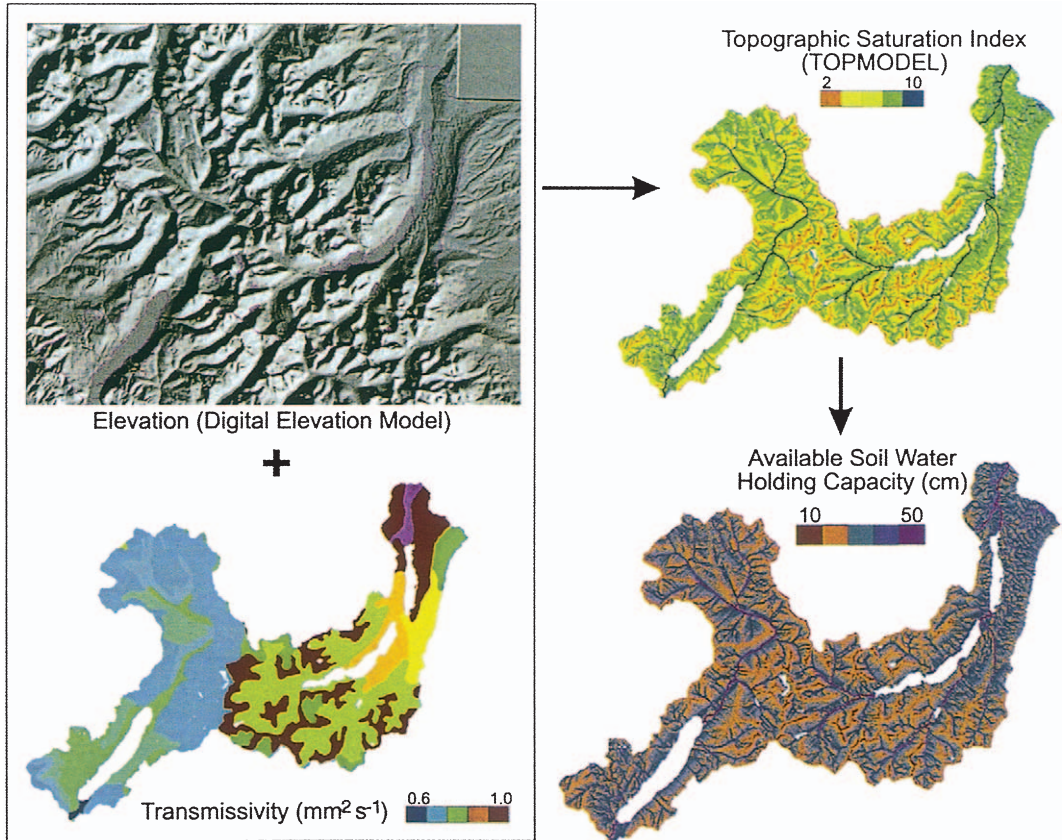 Topographic Saturation Index
(TOPMODEL)
2 10
Elevation (Digital Elevation Model)
+
Available Soil Water
Holding Capacity (cm)
10 50
Transmissivity (mm² s⁻¹) 0.6 1.0